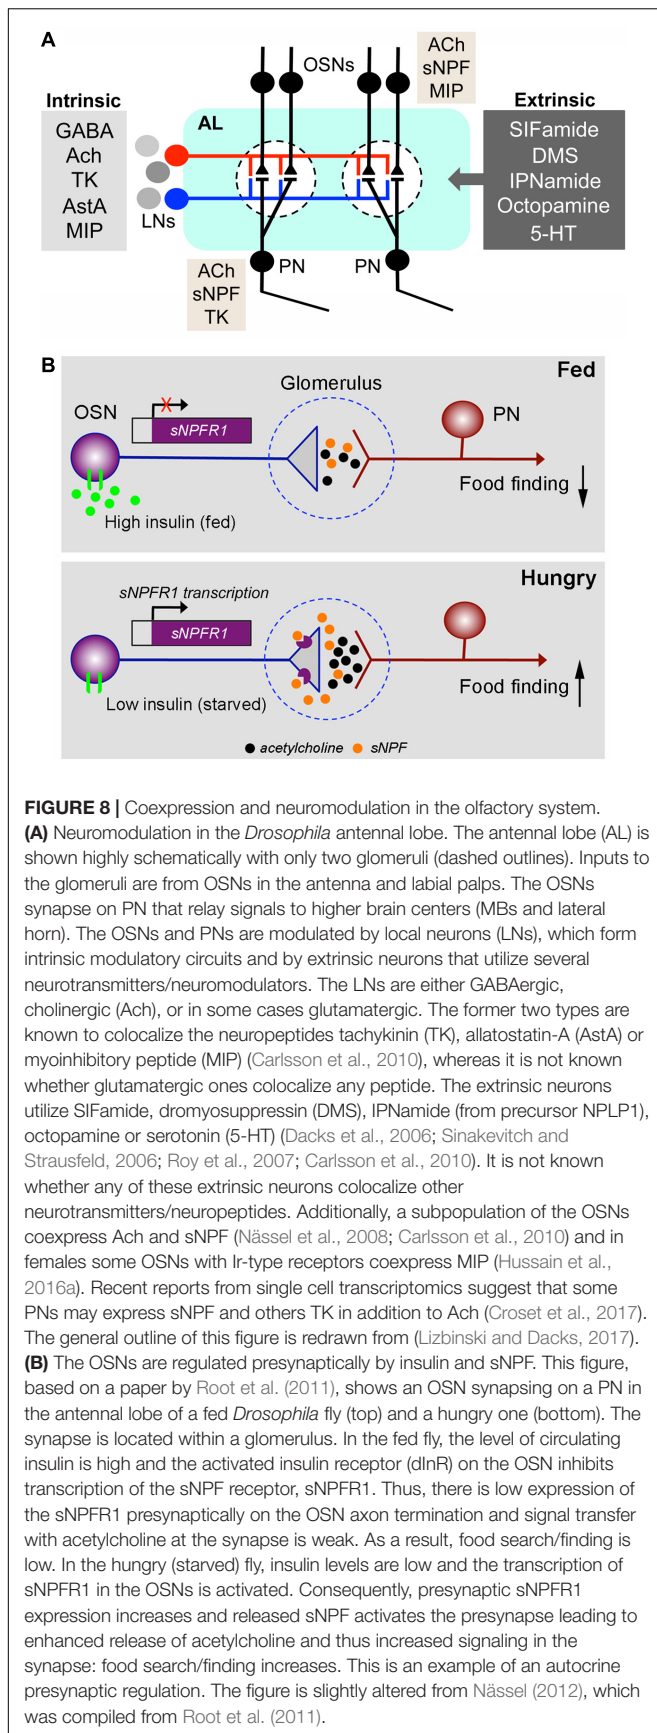 A
Intrinsic
GABA
Ach
TK
AstA
MIP
LNs
AL
OSNs
ACh
sNPF
MIP
Extrinsic
SIFamide
DMS
IPNamide
Octopamine
5-HT
ACh
sNPF
TK
PN
PN
B
Fed
OSN
sNPFR1
Glomerulus
PN
High insulin (fed)
Food finding
Hungry
sNPFR1 transcription
sNPFR1
Low insulin (starved)
Food finding
acetylcholine
sNPF
FIGURE 8 | Coexpression and neuromodulation in the olfactory system.
(A) Neuromodulation in the Drosophila antennal lobe. The antennal lobe (AL) is
shown highly schematically with only two glomeruli (dashed outlines). Inputs to
the glomeruli are from OSNs in the antenna and labial palps. The OSNs
synapse on PN that relay signals to higher brain centers (MBs and lateral
horn). The OSNs and PNs are modulated by local neurons (LNs), which form
intrinsic modulatory circuits and by extrinsic neurons that utilize several
neurotransmitters/neuromodulators. The LNs are either GABAergic,
cholinergic (Ach), or in some cases glutamatergic. The former two types are
known to colocalize the neuropeptides tachykinin (TK), allatostatin-A (AstA) or
myoinhibitory peptide (MIP) (Carlsson et al., 2010), whereas it is not known
whether glutamatergic ones colocalize any peptide. The extrinsic neurons
utilize SIFamide, dromyosuppressin (DMS), IPNamide (from precursor NPLP1),
octopamine or serotonin (5-HT) (Dacks et al., 2006; Sinakevitch and
Strausfeld, 2006; Roy et al., 2007; Carlsson et al., 2010). It is not known
whether any of these extrinsic neurons colocalize other
neurotransmitters/neuropeptides. Additionally, a subpopulation of the OSNs
coexpress Ach and sNPF (Nässel et al., 2008; Carlsson et al., 2010) and in
females some OSNs with Ir-type receptors coexpress MIP (Hussain et al.,
2016a). Recent reports from single cell transcriptomics suggest that some
PNs may express sNPF and others TK in addition to Ach (Croset et al., 2017).
The general outline of this figure is redrawn from (Lizbinski and Dacks, 2017).
(B) The OSNs are regulated presynaptically by insulin and sNPF. This figure,
based on a paper by Root et al. (2011), shows an OSN synapsing on a PN in
the antennal lobe of a fed Drosophila fly (top) and a hungry one (bottom). The
synapse is located within a glomerulus. In the fed fly, the level of circulating
insulin is high and the activated insulin receptor (dInR) on the OSN inhibits
transcription of the sNPF receptor, sNPFR1. Thus, there is low expression of
the sNPFR1 presynaptically on the OSN axon termination and signal transfer
with acetylcholine at the synapse is weak. As a result, food search/finding is
low. In the hungry (starved) fly, insulin levels are low and the transcription of
sNPFR1 in the OSNs is activated. Consequently, presynaptic sNPFR1
expression increases and released sNPF activates the presynapse leading to
enhanced release of acetylcholine and thus increased signaling in the
synapse: food search/finding increases. This is an example of an autocrine
presynaptic regulation. The figure is slightly altered from Nässel (2012), which
was compiled from Root et al. (2011).